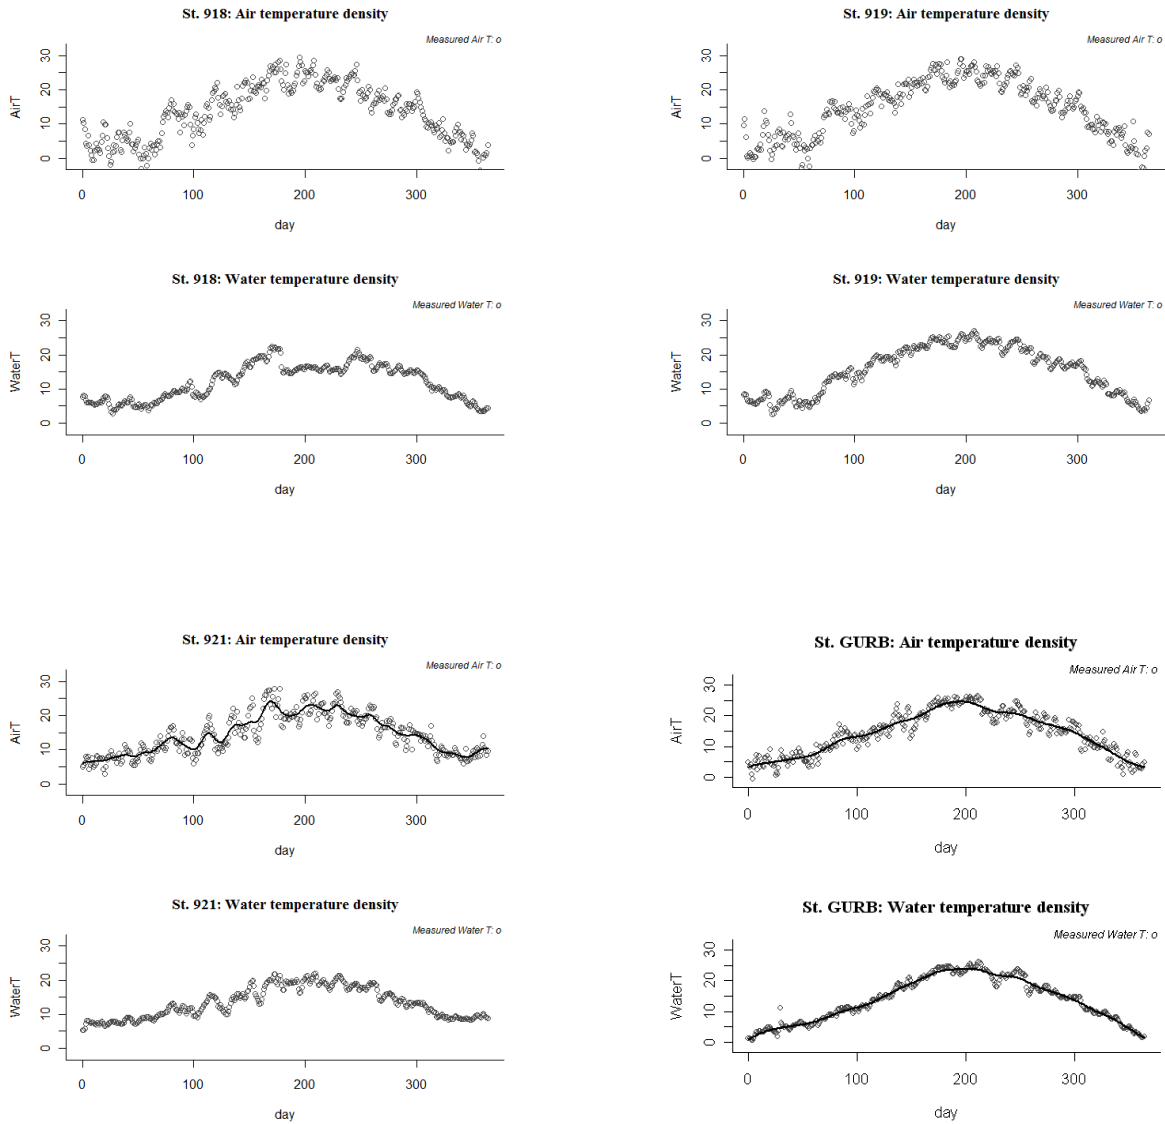 St. 918: Air temperature density
Measured Air T: o
AirT
30
20
10
0
0 100 200 300
day
St. 919: Air temperature density
Measured Air T: o
AirT
30
20
10
0
0 100 200 300
day
St. 918: Water temperature density
Measured Water T: o
WaterT
30
20
10
0
0 100 200 300
day
St. 919: Water temperature density
Measured Water T: o
WaterT
30
20
10
0
0 100 200 300
day
St. 921: Air temperature density
Measured Air T: o
AirT
30
20
10
0
0 100 200 300
day
St. GURB: Air temperature density
Measured Air T: o
AirT
30
20
10
0
0 100 200 300
day
St. 921: Water temperature density
Measured Water T: o
WaterT
30
20
10
0
0 100 200 300
day
St. GURB: Water temperature density
Measured Water T: o
WaterT
30
20
10
0
0 100 200 300
day